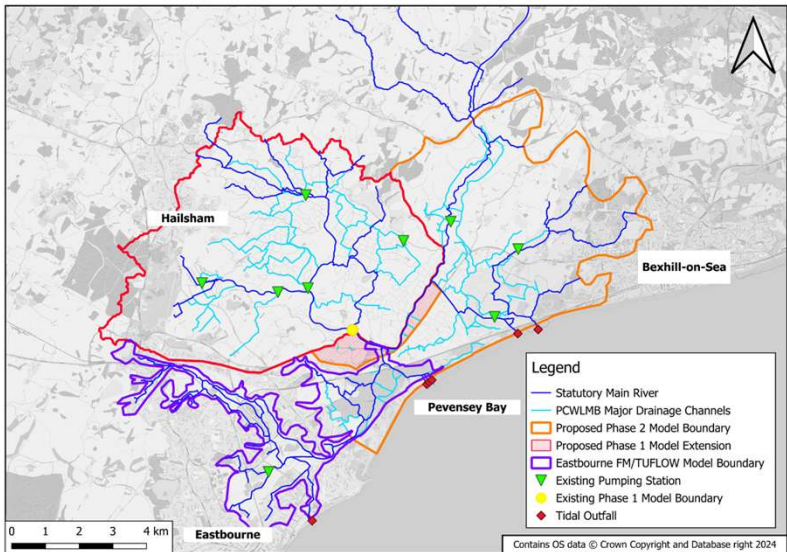 Hailsham
Bexhill-on-Sea
Pevensey Bay
Eastbourne
Legend
Statutory Main River
PCWLMB Major Drainage Channels
Proposed Phase 2 Model Boundary
Proposed Phase 1 Model Extension
Eastbourne FM/TUFLOW Model Boundary
Existing Pumping Station
Existing Phase 1 Model Boundary
Tidal Outfall
0 1 2 3 4 km
Contains OS data © Crown Copyright and Database right 2024